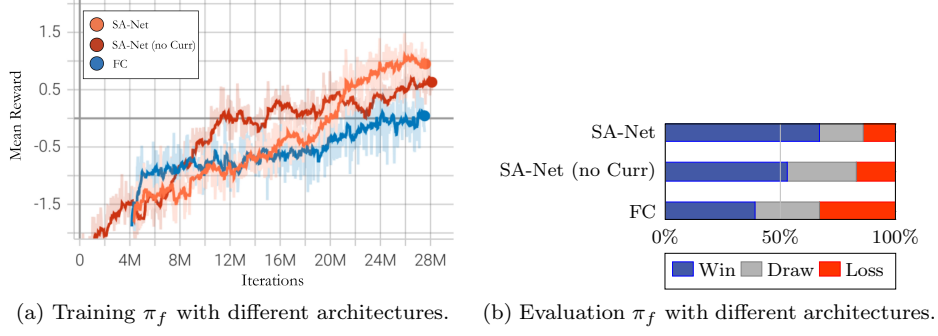 1.5
0.5
-0.5
-1.5
Mean Reward
SA-Net
SA-Net (no Curr)
FC
0 4M 8M 12M 16M 20M 24M 28M
Iterations
(a) Training π_f with different architectures.
SA-Net
SA-Net (no Curr)
FC
0% 50% 100%
Win Draw Loss
(b) Evaluation π_f with different architectures.